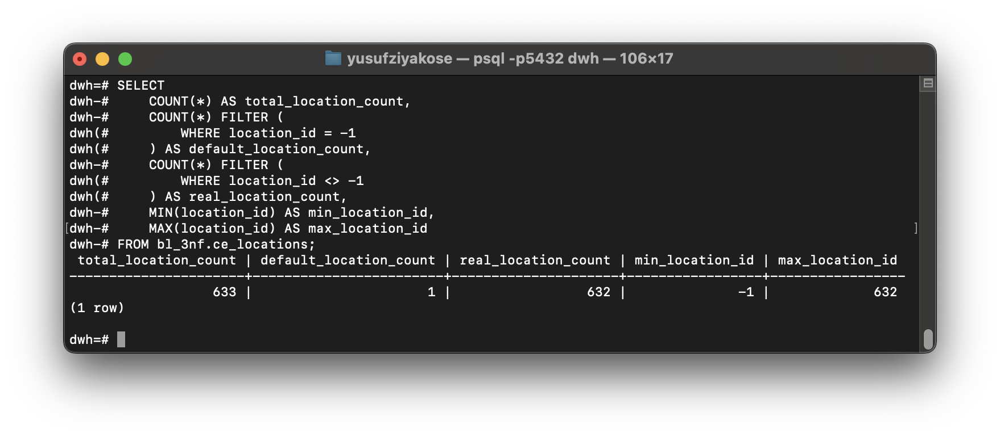 yusufziyakose — psql -p5432 dwh — 106×17
dwh=# SELECT
dwh-#     COUNT(*) AS total_location_count,
dwh-#     COUNT(*) FILTER (
dwh(#         WHERE location_id = -1
dwh(#     ) AS default_location_count,
dwh-#     COUNT(*) FILTER (
dwh(#         WHERE location_id <> -1
dwh(#     ) AS real_location_count,
dwh-#     MIN(location_id) AS min_location_id,
[dwh-#     MAX(location_id) AS max_location_id ]
dwh-# FROM bl_3nf.ce_locations;
 total_location_count | default_location_count | real_location_count | min_location_id | max_location_id
----------------------+------------------------+---------------------+-----------------+-----------------
                  633 |                      1 |                 632 |              -1 |             632
(1 row)
dwh=#